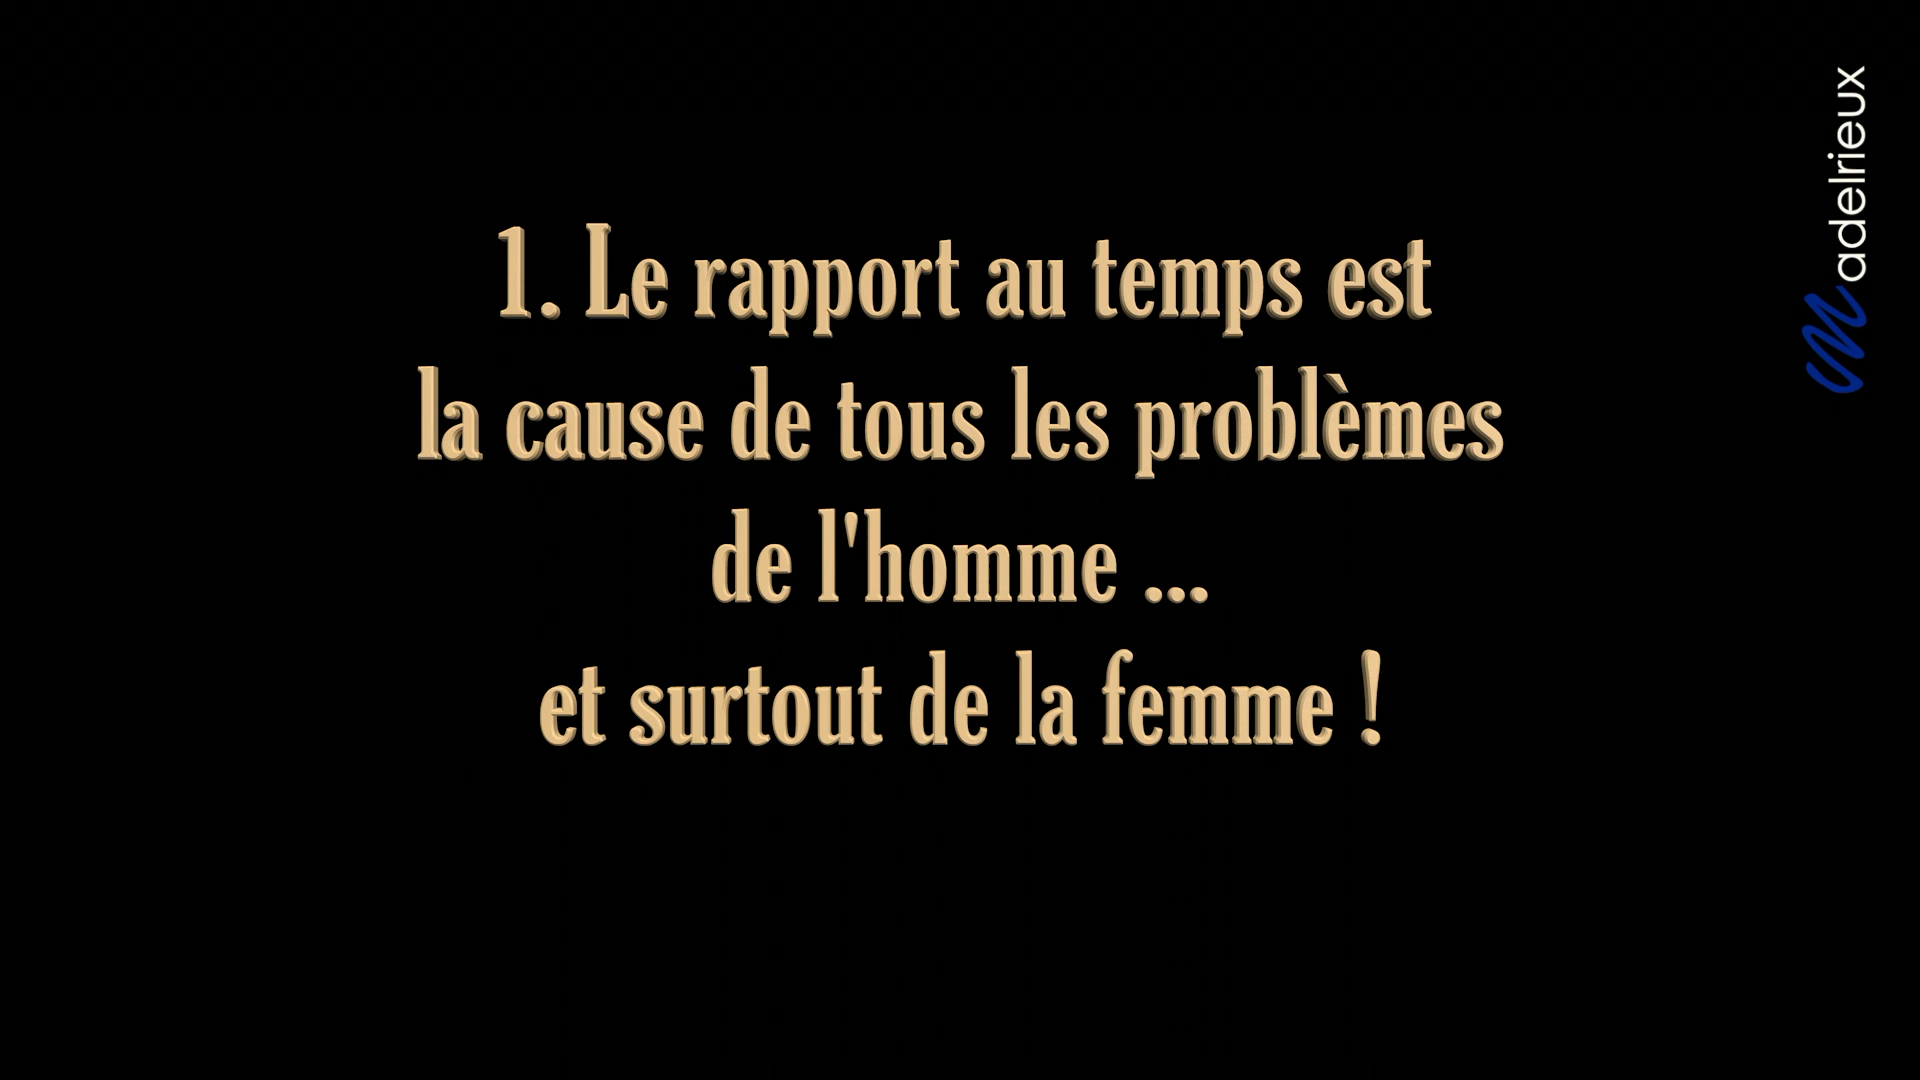 1. Le rapport au temps est
la cause de tous les problèmes
de l'homme ...
et surtout de la femme !
Madelrieux